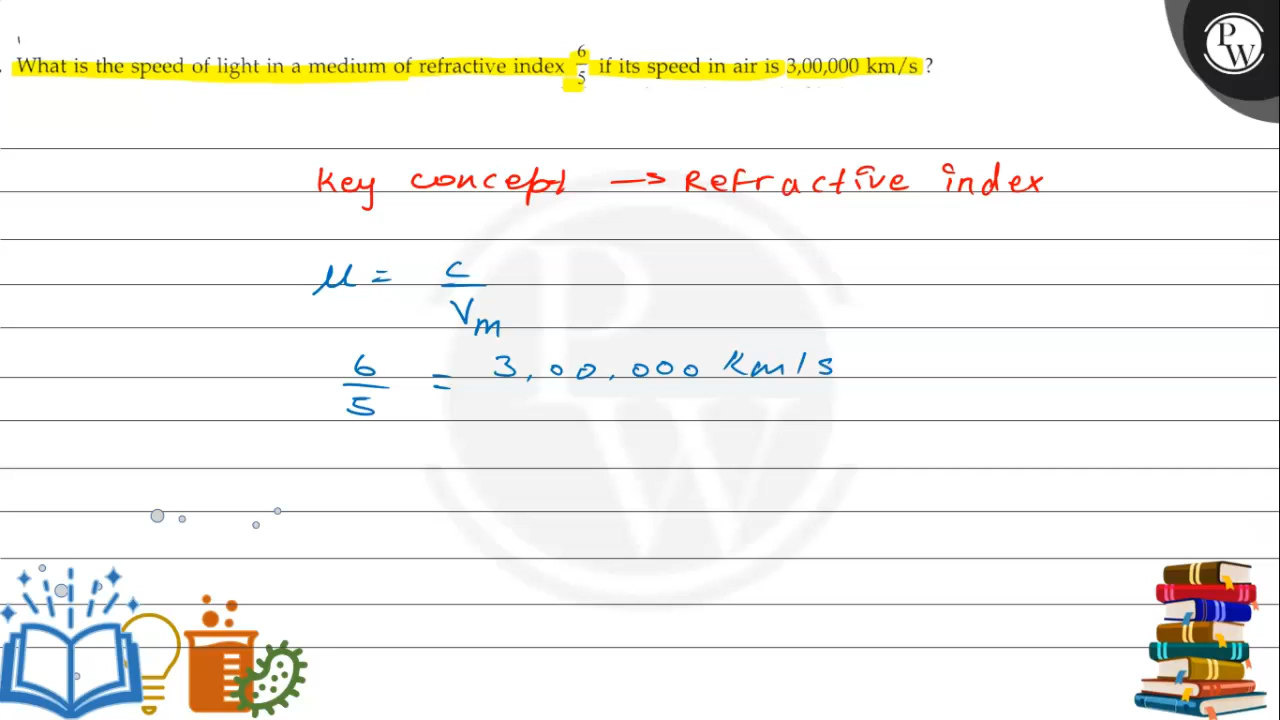 What is the speed of light in a medium of refractive index 6/5 if its speed in air is 3,00,000 km/s ?
PW
Key concept → Refractive index
μ = c/Vm
6/5 = 3,00,000 Km/s